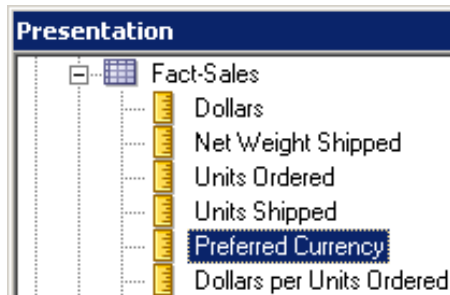 Presentation
Fact-Sales
Dollars
Net Weight Shipped
Units Ordered
Units Shipped
Preferred Currency
Dollars per Units Ordered